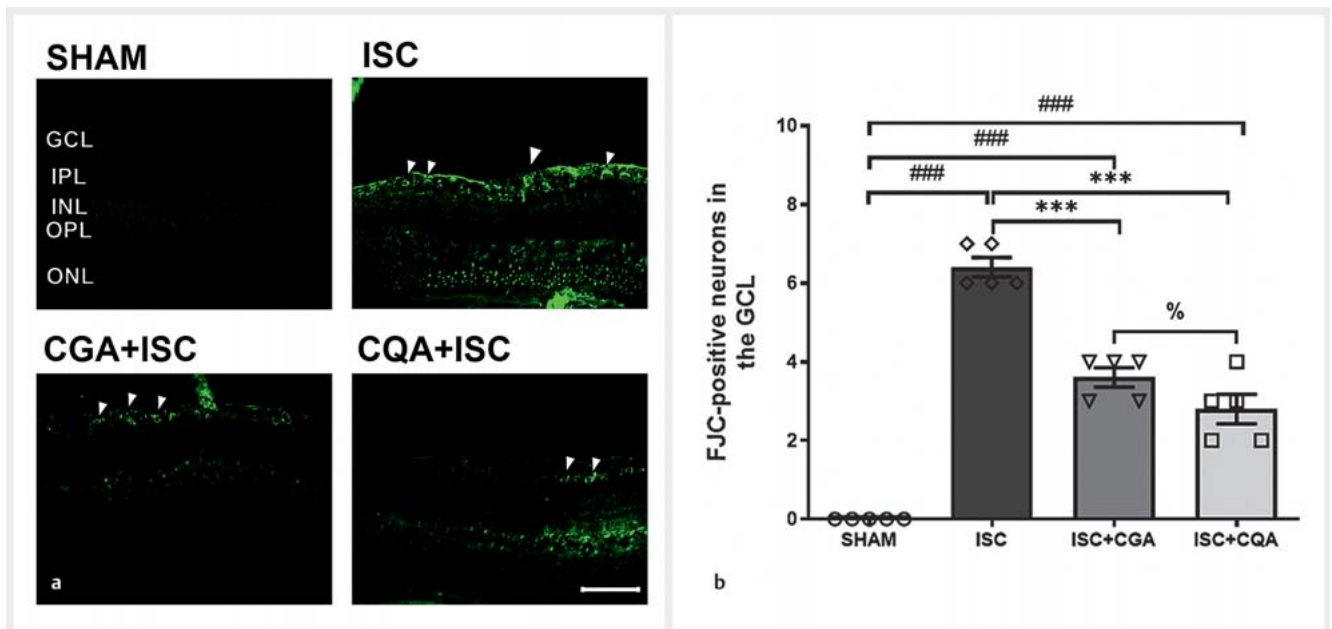 SHAM
ISC
GCL
IPL
INL
OPL
ONL
CGA+ISC
CQA+ISC
a
FJC-positive neurons in
the GCL
10
8
6
4
2
0
###
###
###
***
***
%
SHAM
ISC
ISC+CGA
ISC+CQA
b